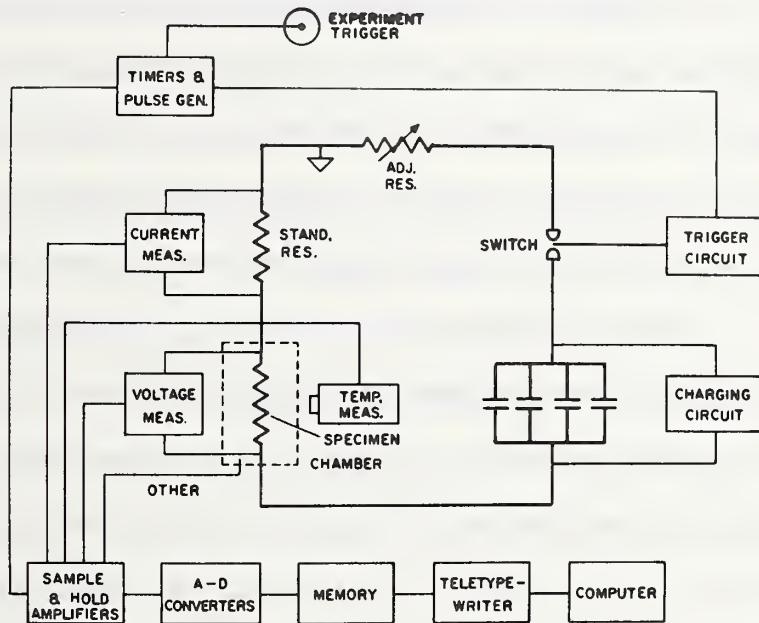 EXPERIMENT
TRIGGER
TIMERS &
PULSE GEN.
ADJ.
RES.
CURRENT
MEAS.
STAND.
RES.
SWITCH
TRIGGER
CIRCUIT
VOLTAGE
MEAS.
TEMP.
MEAS.
CHARGING
CIRCUIT
SPECIMEN
CHAMBER
OTHER
SAMPLE
& HOLD
AMPLIFIERS
A-D
CONVERTERS
MEMORY
TELETYPE-
WRITER
COMPUTER